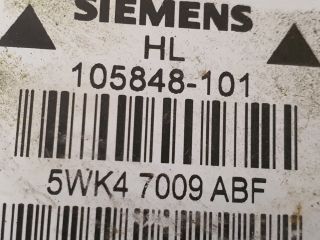 SIEMENS
HL
105848-101
5WK4 7009 ABF